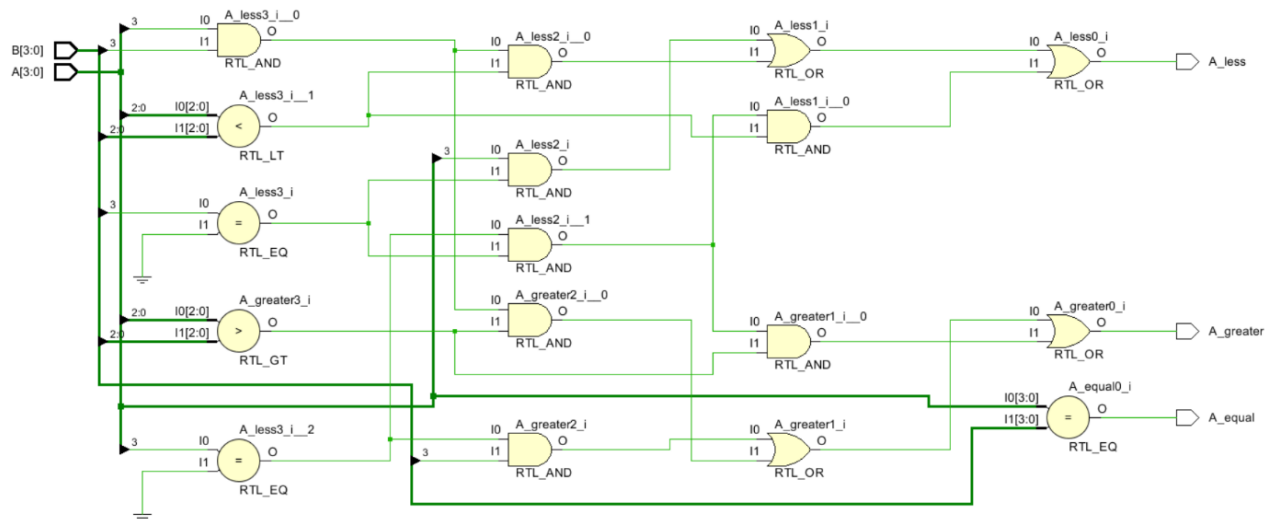 B[3:0]
A[3:0]
3
3
I0
I1
A_less3_i__0
O
RTL_AND
2:0
2:0
I0[2:0]
I1[2:0]
A_less3_i__1
<
O
RTL_LT
3
I0
I1
A_less3_i
=
O
RTL_EQ
2:0
2:0
I0[2:0]
I1[2:0]
A_greater3_i
>
O
RTL_GT
3
I0
I1
A_less3_i__2
=
O
RTL_EQ
I0
I1
A_less2_i__0
O
RTL_AND
3
I0
I1
A_less2_i
O
RTL_AND
I0
I1
A_less2_i__1
O
RTL_AND
I0
I1
A_greater2_i__0
O
RTL_AND
3
I0
I1
A_greater2_i
O
RTL_AND
I0
I1
A_less1_i
O
RTL_OR
I0
I1
A_less1_i__0
O
RTL_AND
I0
I1
A_greater1_i__0
O
RTL_AND
I0
I1
A_greater1_i
O
RTL_OR
I0
I1
A_less0_i
O
RTL_OR
A_less
I0
I1
A_greater0_i
O
RTL_OR
A_greater
I0[3:0]
I1[3:0]
A_equal0_i
=
O
RTL_EQ
A_equal